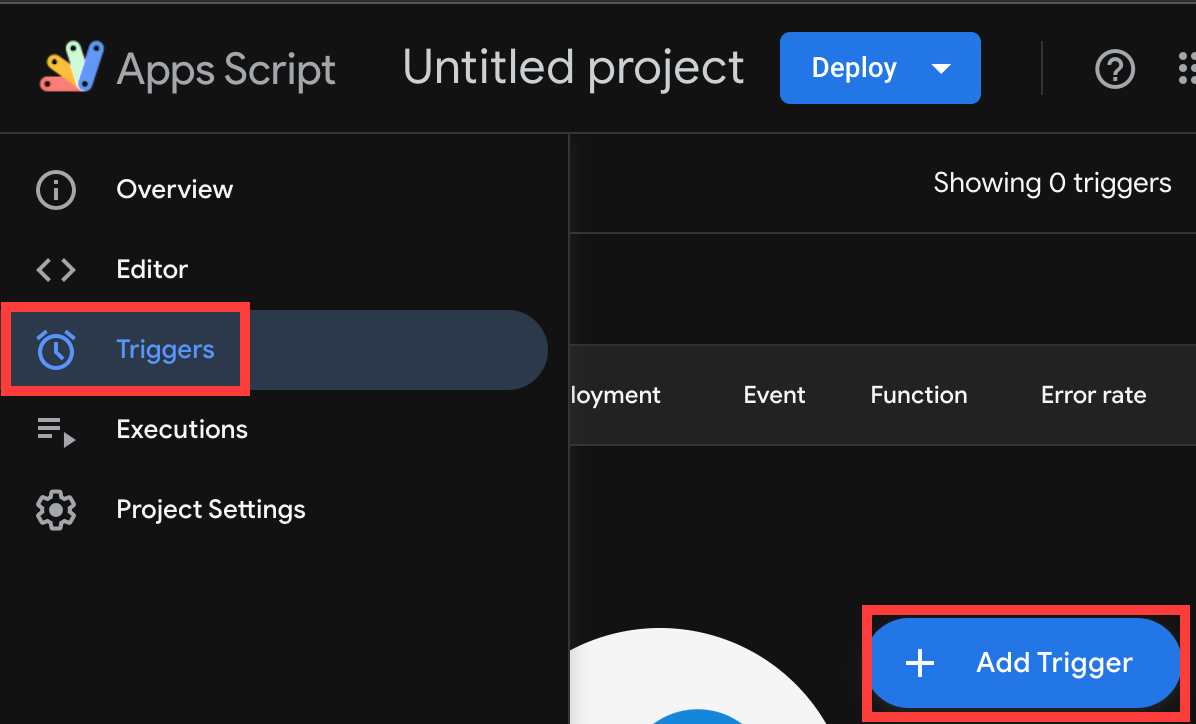 Apps Script
Untitled project
Deploy
Overview
Editor
Triggers
Executions
Project Settings
Showing 0 triggers
loyment Event Function Error rate
Add Trigger